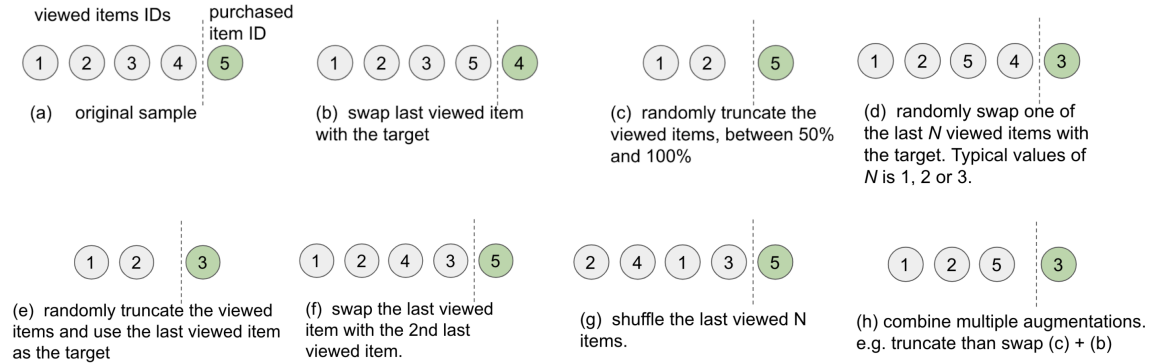 viewed items IDs
purchased
item ID
1 2 3 4 5
(a) original sample
1 2 3 5 4
(b) swap last viewed item
with the target
1 2 5
(c) randomly truncate the
viewed items, between 50%
and 100%
1 2 5 4 3
(d) randomly swap one of
the last N viewed items with
the target. Typical values of
N is 1, 2 or 3.
1 2 3
(e) randomly truncate the viewed
items and use the last viewed item
as the target
1 2 4 3 5
(f) swap the last viewed
item with the 2nd last
viewed item.
2 4 1 3 5
(g) shuffle the last viewed N
items.
1 2 5 3
(h) combine multiple augmentations.
e.g. truncate than swap (c) + (b)